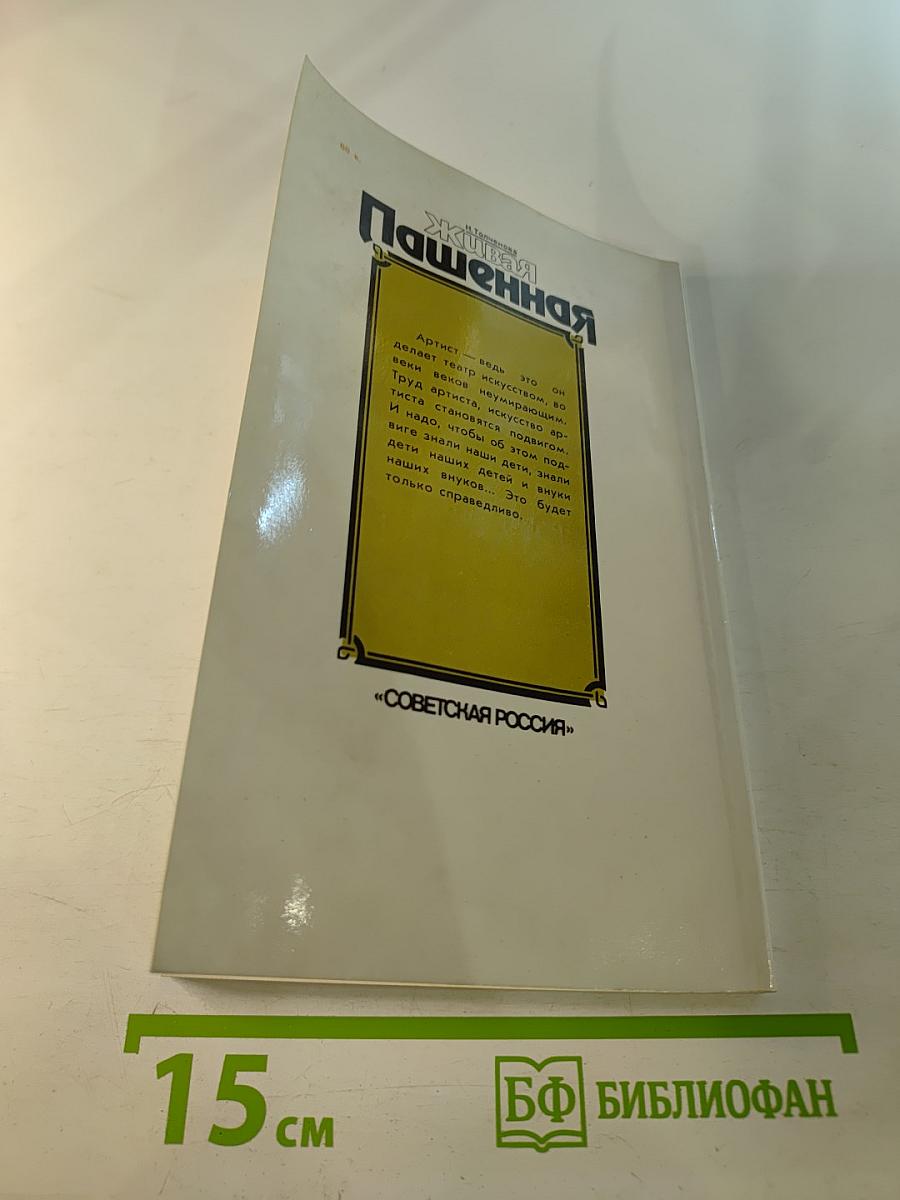 60 к.
Н.Толченова
Живая
Пашенная
Артист — ведь это он
делает театр искусством, во
веки веков неумирающим.
Труд артиста, искусство ар-
тиста становятся подвигом.
И надо, чтобы об этом под-
виге знали наши дети, знали
дети наших детей и внуки
наших внуков... Это будет
только справедливо.
«СОВЕТСКАЯ РОССИЯ»
15 см
БФ БИБЛИОФАН